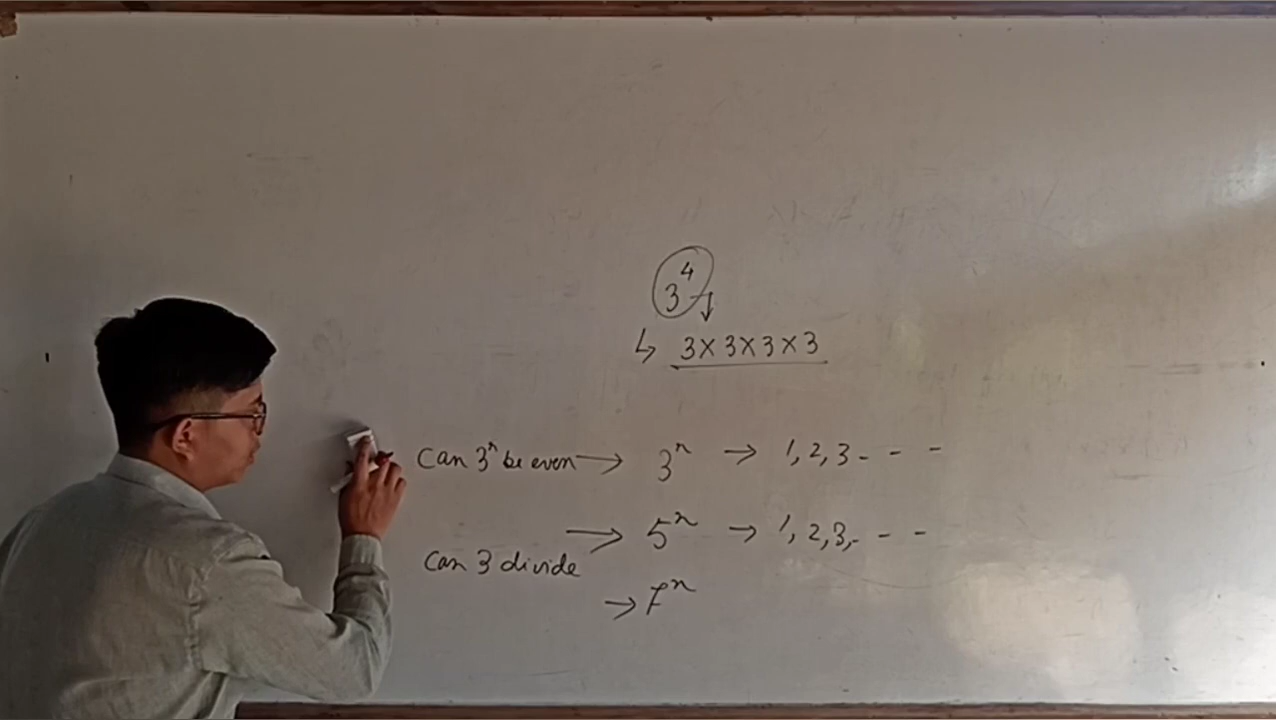 3⁴
↳ 3×3×3×3
Can 3ⁿ be even → 3ⁿ → 1, 2, 3 - - -
→ 5ⁿ → 1, 2, 3, - - -
Can 3 divide
→ 7ⁿ